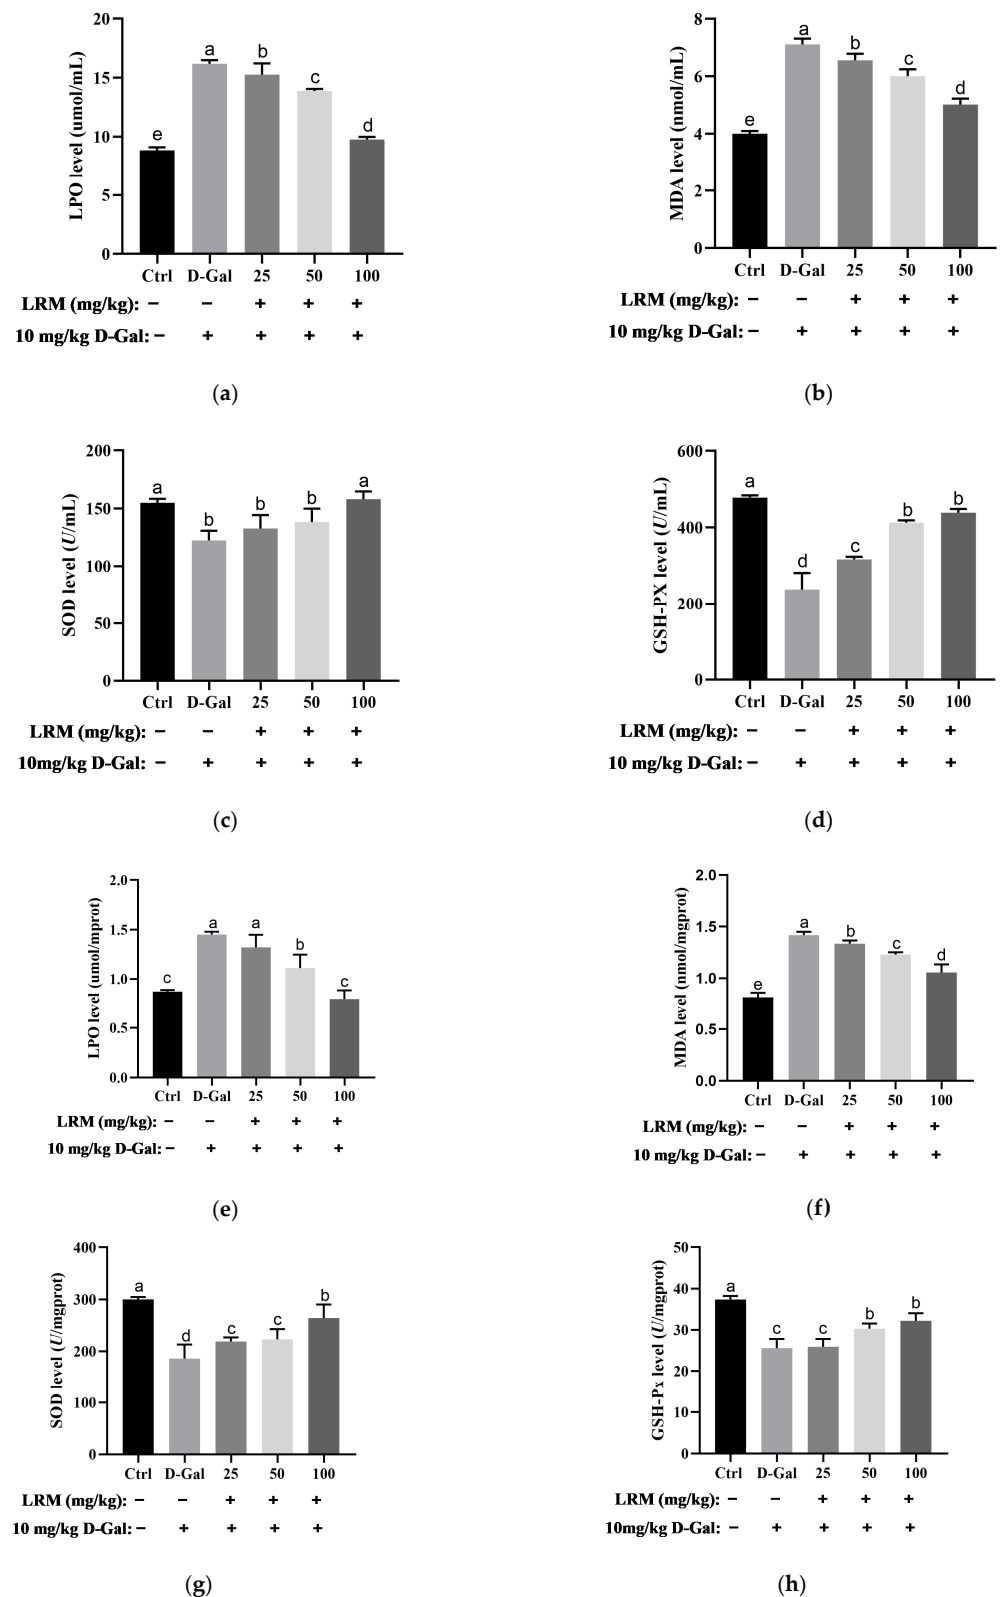 20
15
10
5
0
LPO level (umol/mL)
e
a
b
c
d
Ctrl D-Gal 25 50 100
LRM (mg/kg): − − + + +
10 mg/kg D-Gal: − + + + +
(a)
8
6
4
2
0
MDA level (nmol/mL)
e
a
b
c
d
Ctrl D-Gal 25 50 100
LRM (mg/kg): − − + + +
10 mg/kg D-Gal: − + + + +
(b)
200
150
100
50
0
SOD level (U/mL)
a
b
b
b
a
Ctrl D-Gal 25 50 100
LRM (mg/kg): − − + + +
10mg/kg D-Gal: − + + + +
(c)
600
400
200
0
GSH-PX level (U/mL)
a
d
c
b
b
Ctrl D-Gal 25 50 100
LRM (mg/kg): − − + + +
10 mg/kg D-Gal: − + + + +
(d)
2.0
1.5
1.0
0.5
0.0
LPO level (umol/mprot)
c
a
a
b
c
Ctrl D-Gal 25 50 100
LRM (mg/kg): − − + + +
10 mg/kg D-Gal: − + + + +
(e)
2.0
1.5
1.0
0.5
0.0
MDA level (nmol/mgprot)
e
a
b
c
d
Ctrl D-Gal 25 50 100
LRM (mg/kg): − − + + +
10 mg/kg D-Gal: − + + + +
(f)
400
300
200
100
0
SOD level (U/mgprot)
a
d
c
c
b
Ctrl D-Gal 25 50 100
LRM (mg/kg): − − + + +
10 mg/kg D-Gal: − + + + +
(g)
50
40
30
20
10
0
GSH-Px level (U/mgprot)
a
c
c
b
b
Ctrl D-Gal 25 50 100
LRM (mg/kg): − − + + +
10mg/kg D-Gal: − + + + +
(h)